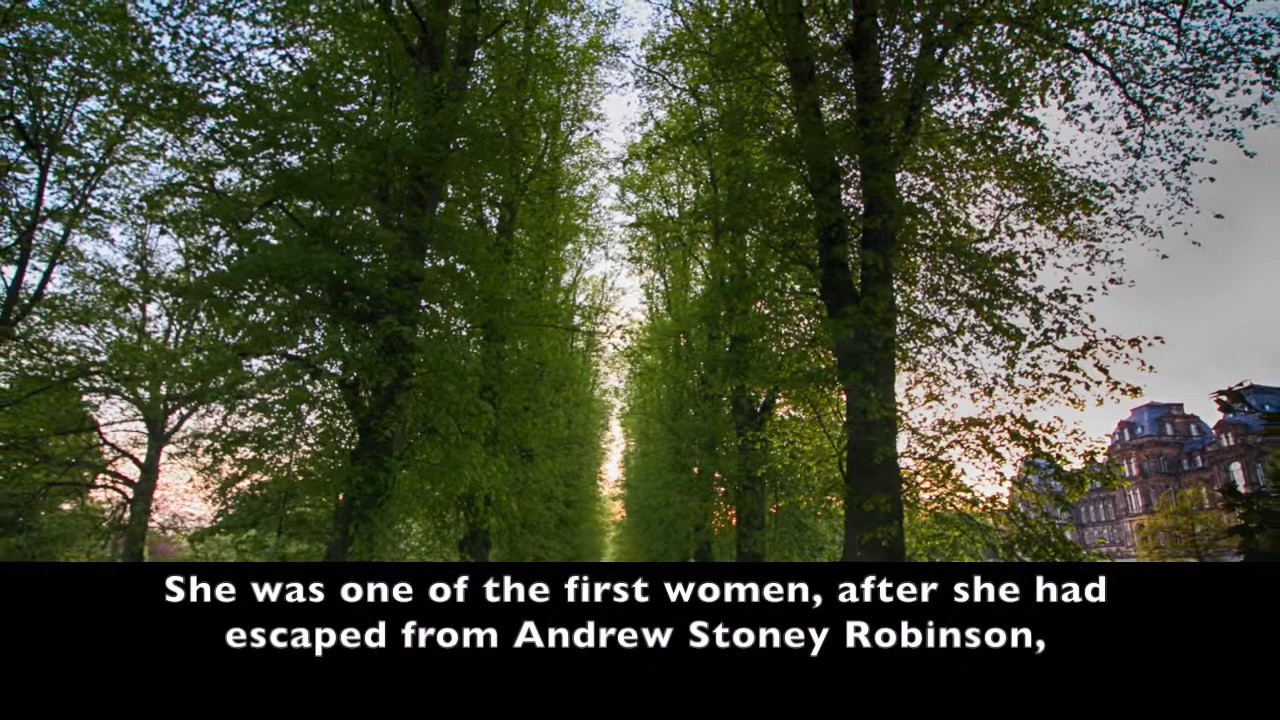 She was one of the first women, after she had
escaped from Andrew Stoney Robinson,